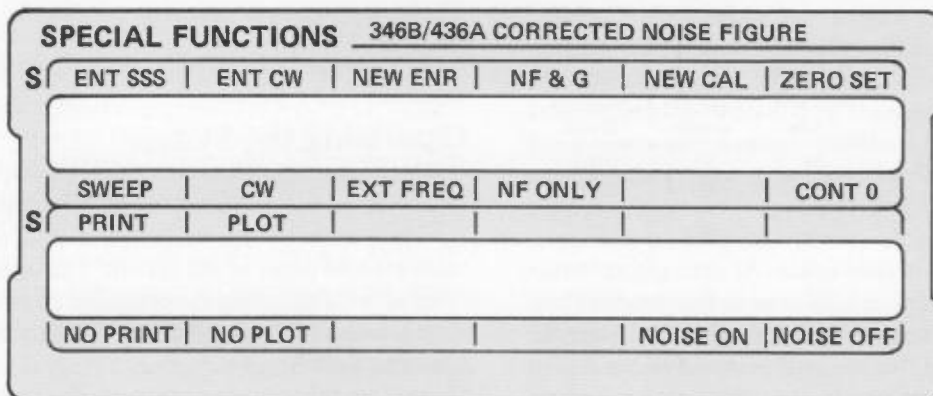 SPECIAL FUNCTIONS 346B/436A CORRECTED NOISE FIGURE
S ENT SSS ENT CW NEW ENR NF & G NEW CAL ZERO SET
SWEEP CW EXT FREQ NF ONLY CONT 0
S PRINT PLOT
NO PRINT NO PLOT NOISE ON NOISE OFF